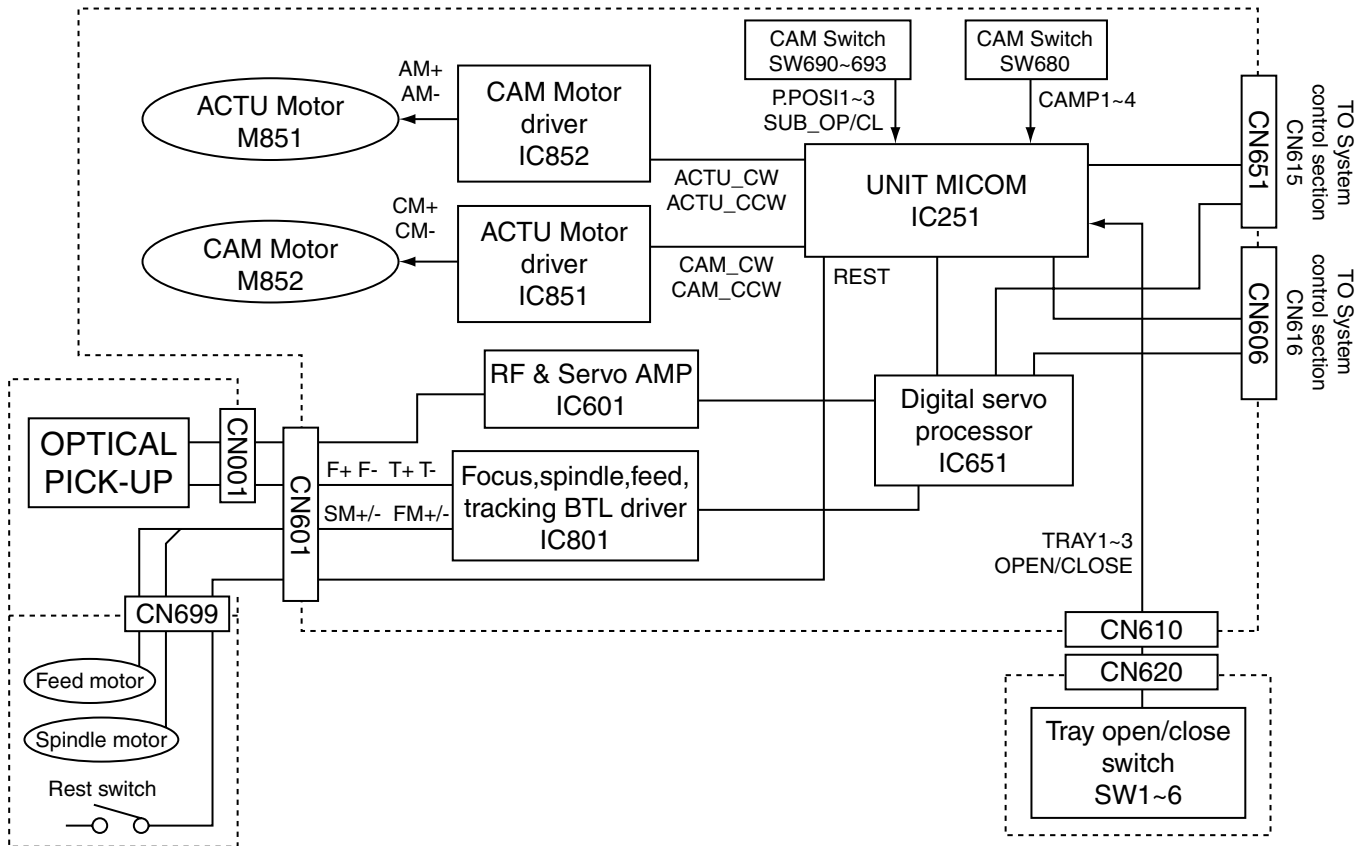 CAM Switch
SW690~693
CAM Switch
SW680
P.POSI1~3
SUB_OP/CL
CAMP1~4
AM+
AM-
ACTU Motor
M851
CAM Motor
driver
IC852
ACTU_CW
ACTU_CCW
UNIT MICOM
IC251
CN651
TO System
control section
CN615
CM+
CM-
CAM Motor
M852
ACTU Motor
driver
IC851
CAM_CW
CAM_CCW
REST
CN606
TO System
control section
CN616
RF & Servo AMP
IC601
Digital servo
processor
IC651
OPTICAL
PICK-UP
CN001
CN601
F+ F- T+ T-
SM+/- FM+/-
Focus,spindle,feed,
tracking BTL driver
IC801
TRAY1~3
OPEN/CLOSE
CN699
CN610
CN620
Feed motor
Spindle motor
Rest switch
Tray open/close
switch
SW1~6